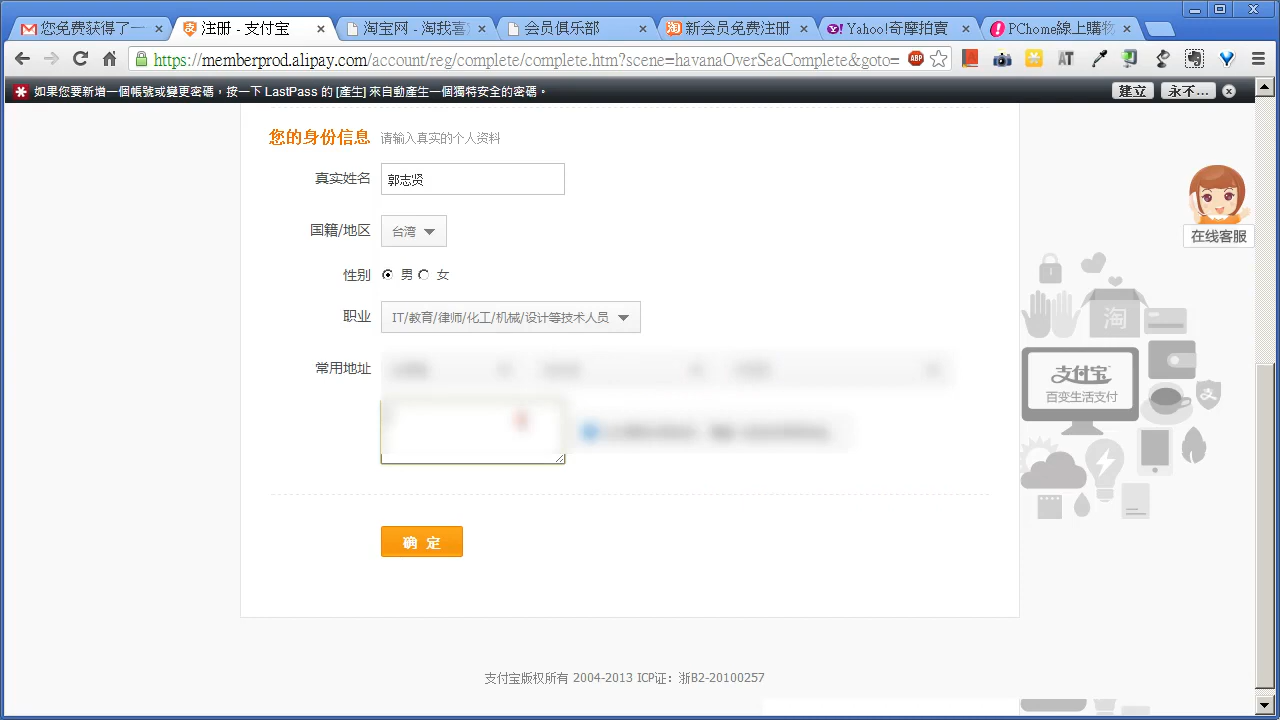 您免费获得了一
注册 - 支付宝
淘宝网 - 淘我喜
会员俱乐部
新会员免费注册
Yahoo!奇摩拍賣
PChome線上購物
https://memberprod.alipay.com/account/reg/complete/complete.htm?scene=havanaOverSeaComplete&goto=
ABP
AT
如果您要新增一個帳號或變更密碼，按一下 LastPass 的 [產生] 來自動產生一個獨特安全的密碼。
建立
永不...
您的身份信息 请输入真实的个人资料
真实姓名 郭志贤
国籍/地区 台湾
性别 男 女
职业 IT/教育/律师/化工/机械/设计等技术人员
常用地址
确 定
在线客服
淘
支付宝
百变生活支付
支付宝版权所有 2004-2013 ICP证：浙B2-20100257